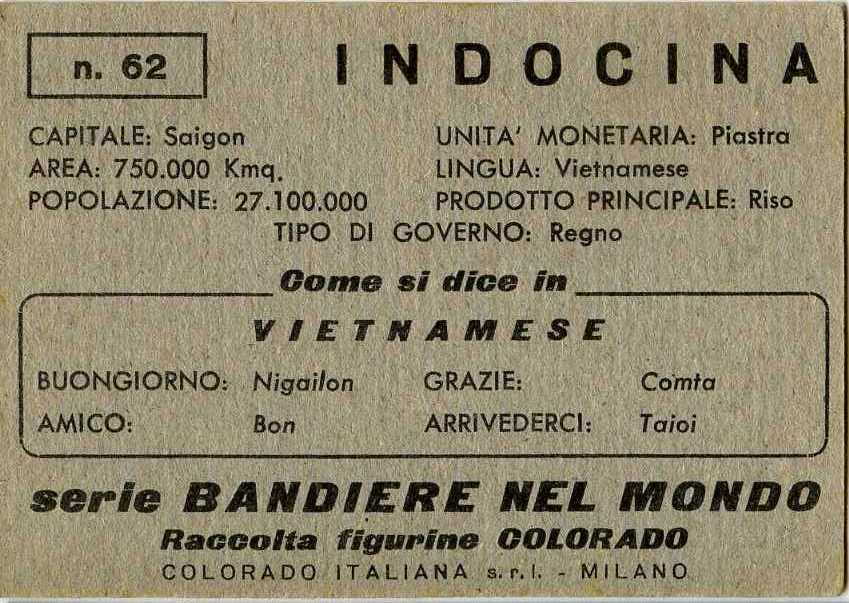 n. 62
INDOCINA
CAPITALE: Saigon
UNITA' MONETARIA: Piastra
AREA: 750.000 Kmq.
LINGUA: Vietnamese
POPOLAZIONE: 27.100.000
PRODOTTO PRINCIPALE: Riso
TIPO DI GOVERNO: Regno
Come si dice in
VIETNAMESE
BUONGIORNO: Nigailon
GRAZIE: Comta
AMICO: Bon
ARRIVEDERCI: Taioi
serie BANDIERE NEL MONDO
Raccolta figurine COLORADO
COLORADO ITALIANA s.r.l. - MILANO